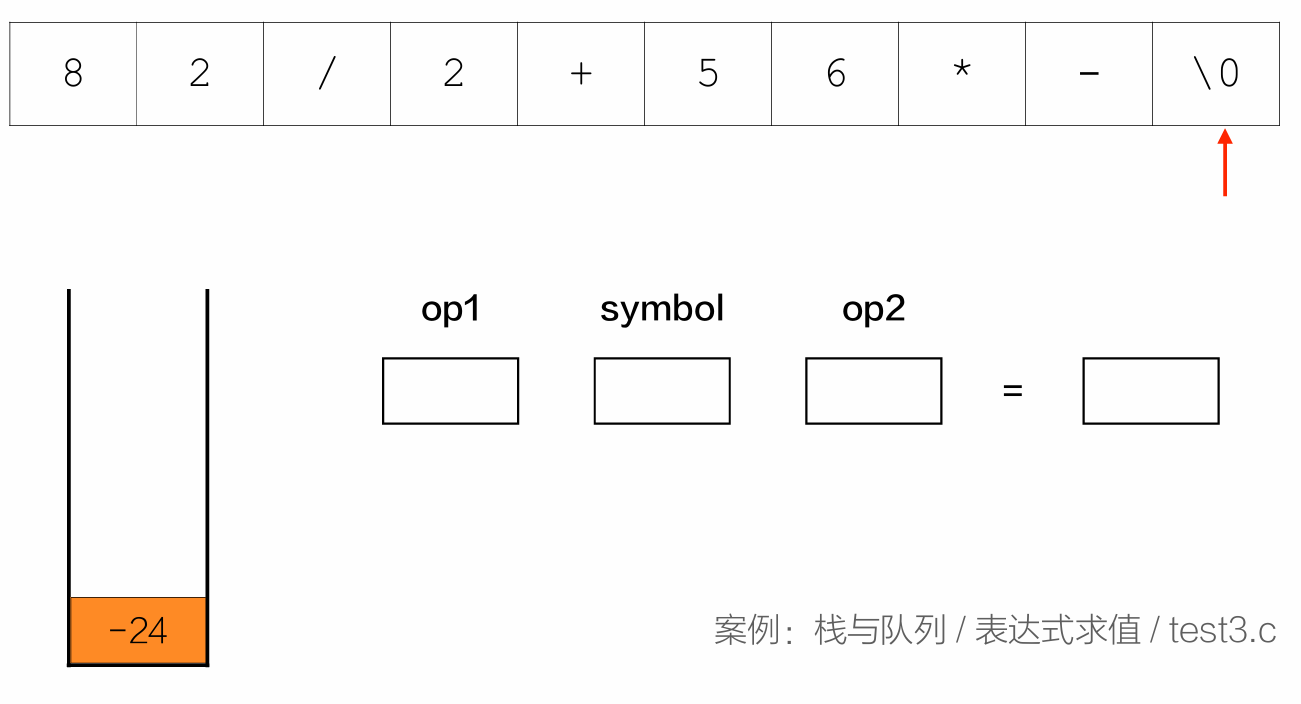 8 2 / 2 + 5 6 * - \0
op1 symbol op2
=
-24
案例：栈与队列 / 表达式求值 / test3.c